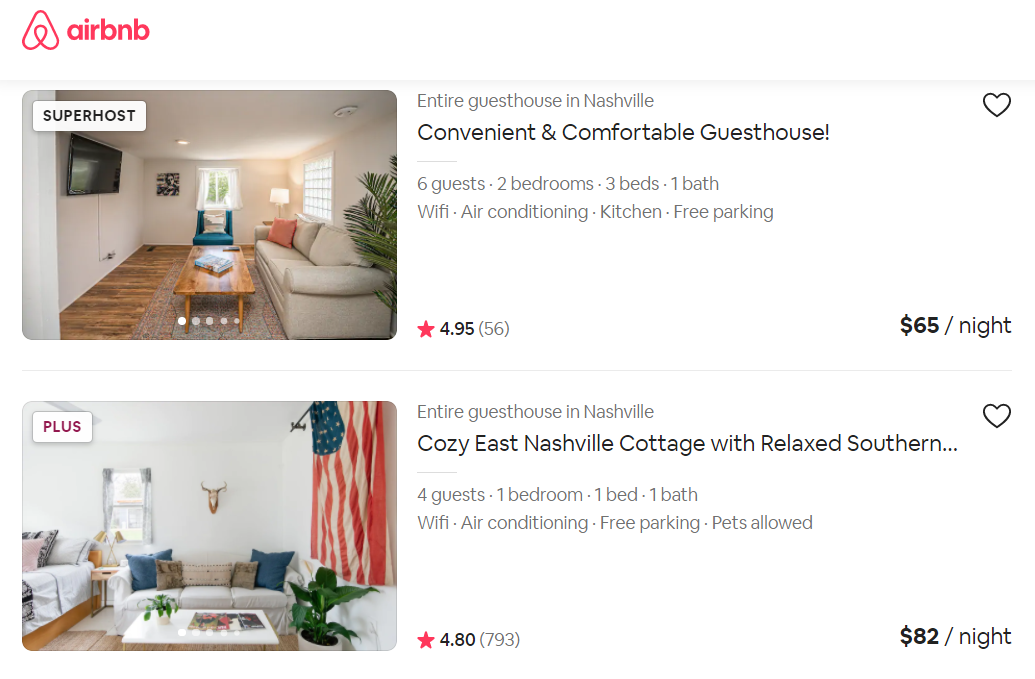 airbnb
SUPERHOST
Entire guesthouse in Nashville
Convenient & Comfortable Guesthouse!
6 guests · 2 bedrooms · 3 beds · 1 bath
Wifi · Air conditioning · Kitchen · Free parking
4.95 (56)
$65 / night
PLUS
Entire guesthouse in Nashville
Cozy East Nashville Cottage with Relaxed Southern...
4 guests · 1 bedroom · 1 bed · 1 bath
Wifi · Air conditioning · Free parking · Pets allowed
4.80 (793)
$82 / night